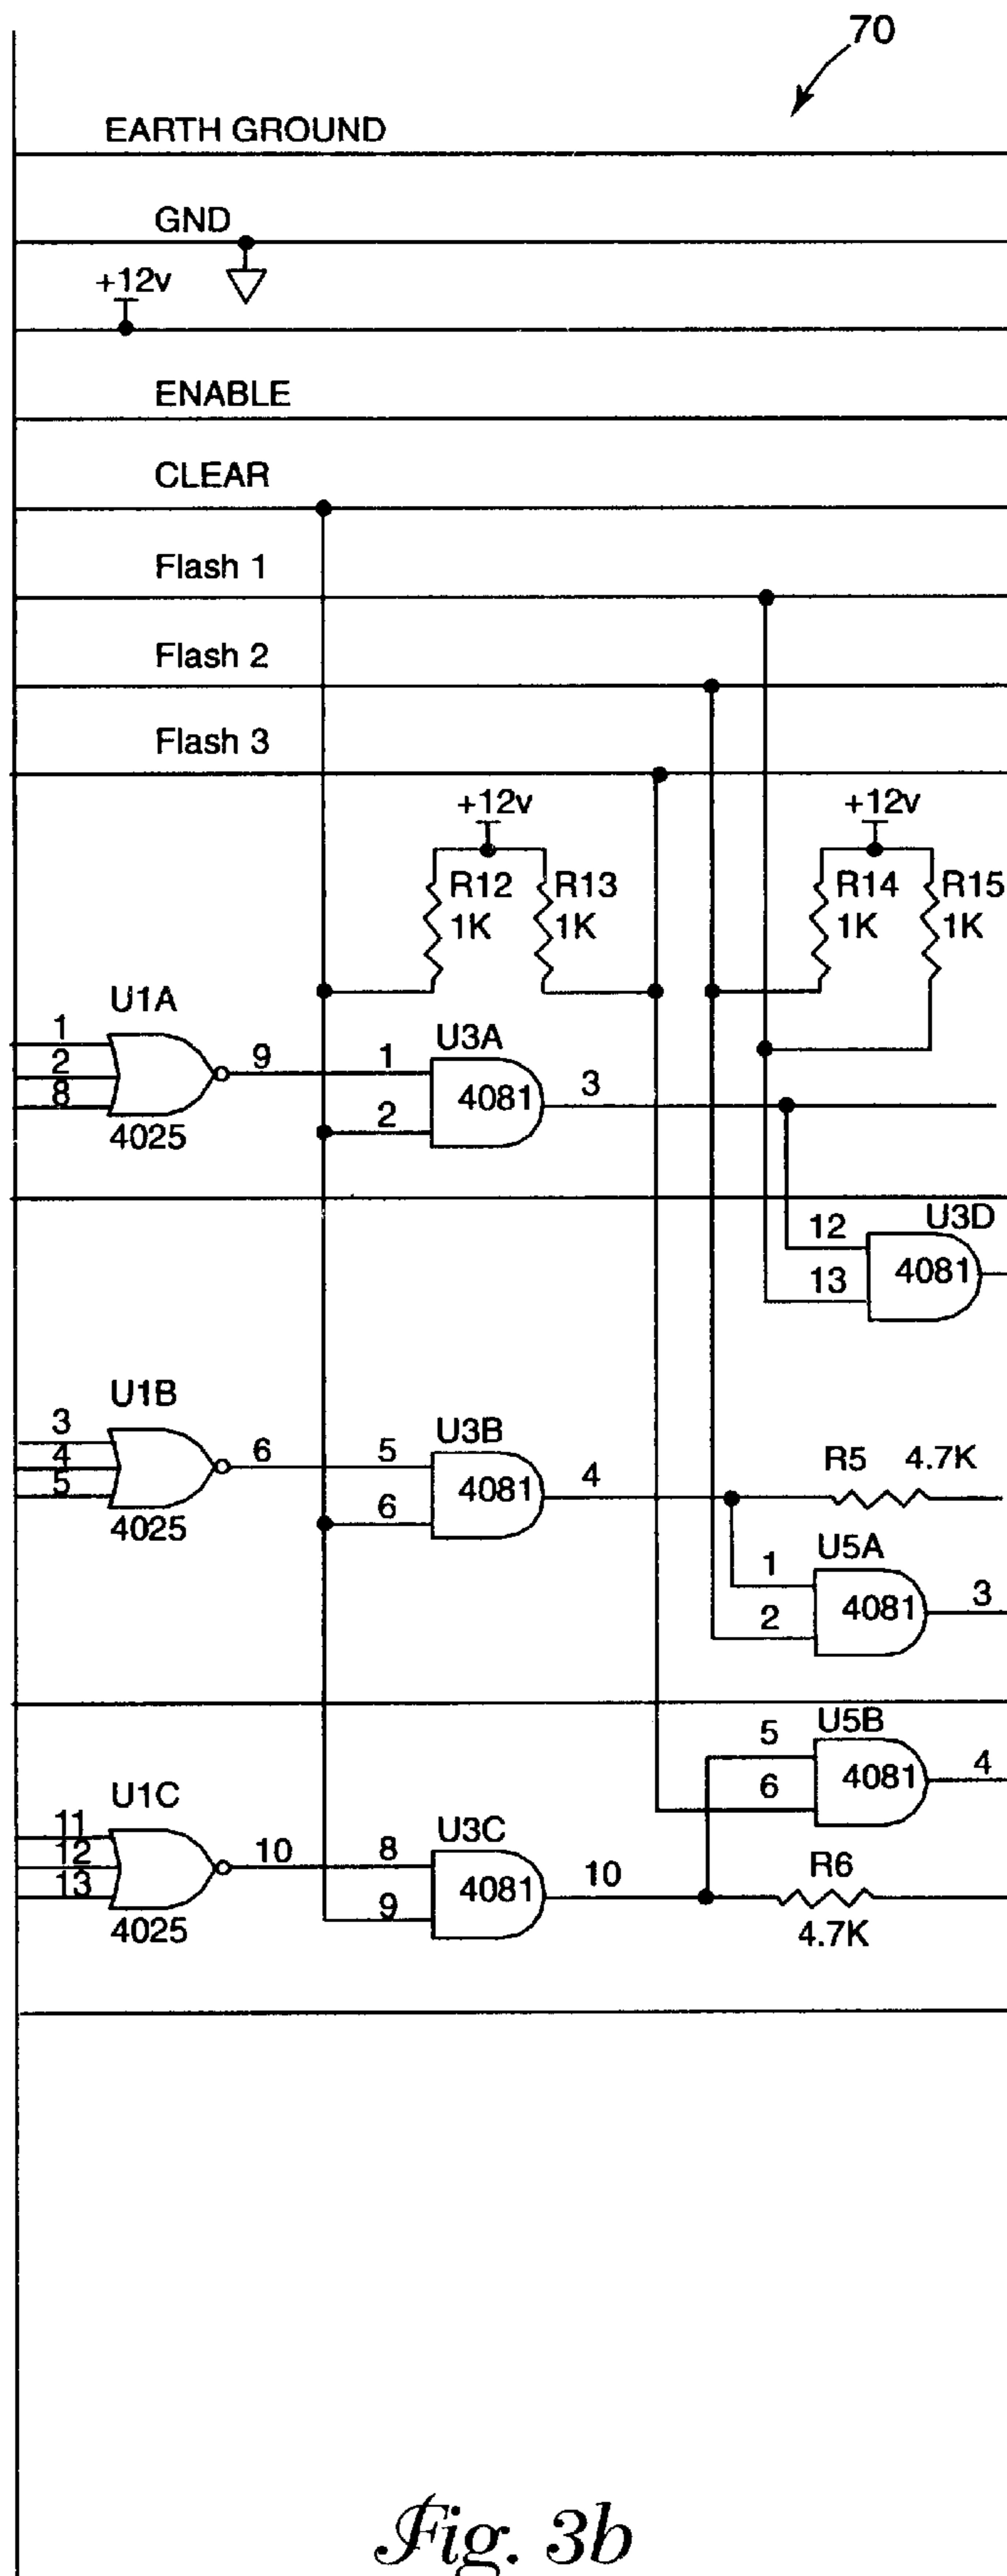 70
EARTH GROUND
GND
+12v
ENABLE
CLEAR
Flash 1
Flash 2
Flash 3
+12v +12v
R12 R13 R14 R15
1K 1K 1K 1K
U1A
1 U3A
2 9 1 4081 3
8 2
4025
U3D
12 4081
13
U1B
3 U3B R5 4.7K
4 6 5 4081 4
5 6
4025 U5A
1 4081 3
2
U5B
5 4081 4
6
U1C
11 U3C R6
12 10 8 4081 10
13 9
4025 4.7K
Fig. 3b